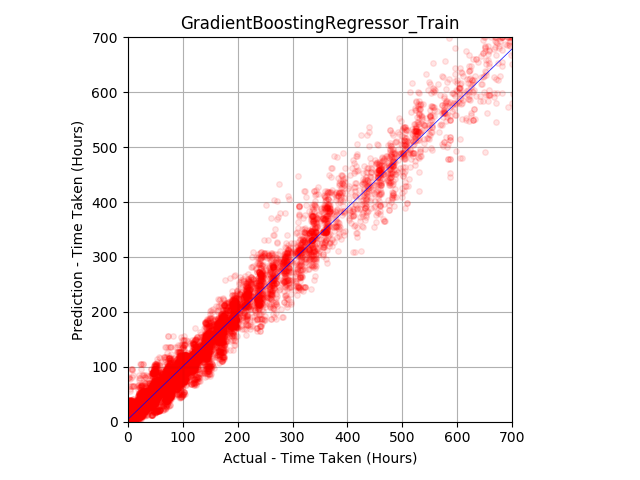 GradientBoostingRegressor_Train
Prediction - Time Taken (Hours)
700
600
500
400
300
200
100
0
0 100 200 300 400 500 600 700
Actual - Time Taken (Hours)